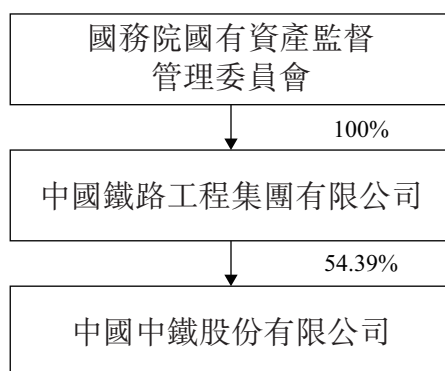 國務院國有資產監督
管理委員會
100%
中國鐵路工程集團有限公司
54.39%
中國中鐵股份有限公司